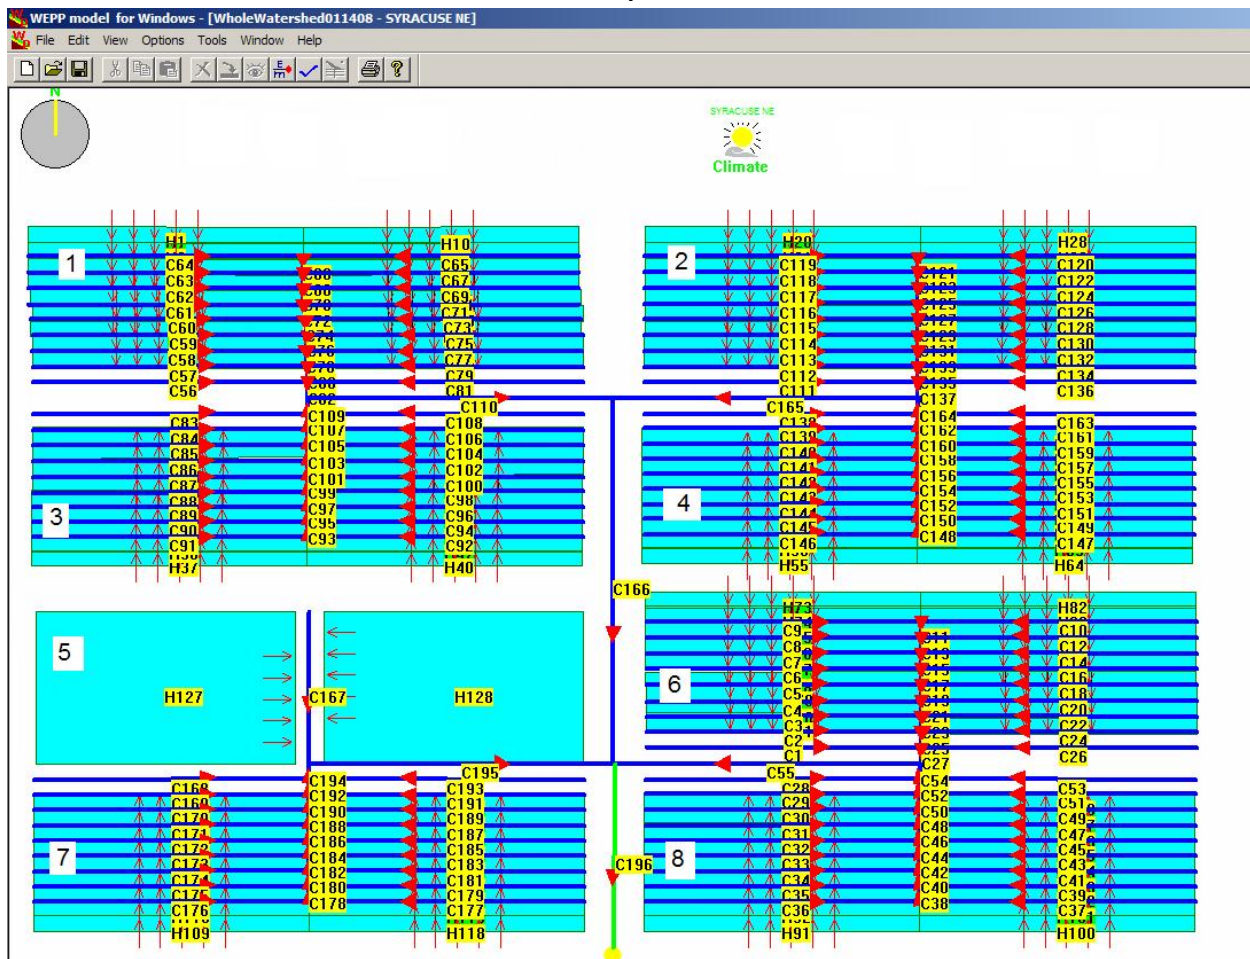 WEPP model for Windows - [WholeWatershed011408 - SYRACUSE NE]
File Edit View Options Tools Window Help
N
SYRACUSE NE
Climate
1
H1
H10
C64
C65
C63
C67
C62
C69
C61
C71
C60
C73
C59
C75
C58
C77
C57
C79
C56
C81
C110
2
H20
H28
C119
C120
C118
C122
C117
C124
C116
C126
C115
C128
C114
C130
C113
C132
C112
C134
C111
C136
C137
C165
3
C83
C109
C108
C84
C107
C106
C85
C105
C104
C86
C103
C102
C87
C101
C100
C88
C99
C98
C89
C97
C96
C90
C95
C94
C91
C93
C92
H37
H40
4
C164
C163
C139
C162
C161
C160
C159
C158
C157
C156
C155
C154
C153
C152
C151
C145
C150
C149
C146
C148
C147
H55
H64
C166
5
H127
C167
H128
6
H73
H82
C9
C10
C8
C12
C7
C14
C6
C16
C5
C18
C4
C20
C3
C22
C2
C24
C1
C26
C27
C55
C195
7
C168
C194
C193
C192
C191
C190
C189
C188
C187
C186
C185
C184
C183
C182
C181
C180
C179
C176
C178
C177
H109
H118
C196
8
C28
C54
C53
C29
C52
C51
C30
C50
C49
C31
C48
C47
C32
C46
C45
C33
C44
C43
C34
C42
C41
C35
C40
C39
C36
C38
C37
H91
H100